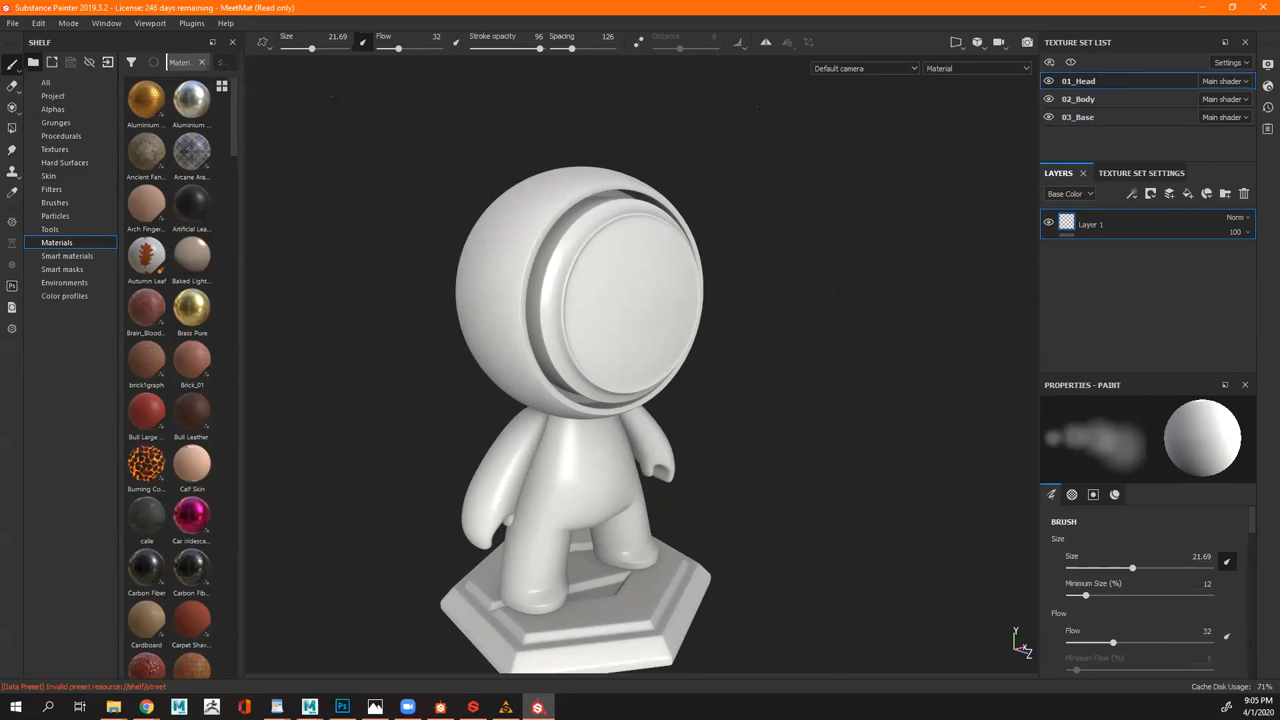 Substance Painter 2019.3.2 - License: 246 days remaining - MeetMat (Read only)
File Edit Mode Window Viewport Plugins Help
SHELF
Size 21.69 Flow 32 Stroke opacity 96 Spacing 126 Distance 8
Materi...
S...
Default camera
Material
All
Project
Alphas
Grunges
Procedurals
Textures
Hard Surfaces
Skin
Filters
Brushes
Particles
Tools
Materials
Smart materials
Smart masks
Environments
Color profiles
Aluminium ... Aluminium ...
Ancient Fan... Arcane Ara...
Arch Finger... Artificial Lea...
Autumn Leaf Baked Light...
Brain_Blood... Brass Pure
brick1graph Brick_01
Bull Large ... Bull Leather
Burning Co... Calf Skin
calle Car Iridesce...
Carbon Fiber Carbon Fib...
Cardboard Carpet Shav...
TEXTURE SET LIST
Settings
01_Head Main shader
02_Body Main shader
03_Base Main shader
LAYERS TEXTURE SET SETTINGS
Base Color
Layer 1 Norm
100
PROPERTIES - PAINT
BRUSH
Size
Size 21.69
Minimum Size (%) 12
Flow
Flow 32
Minimum Flow (%) 5
Y
Z
[Data Preset] Invalid preset resource://shelf/street
Cache Disk Usage: 71%
9:05 PM
4/1/2020